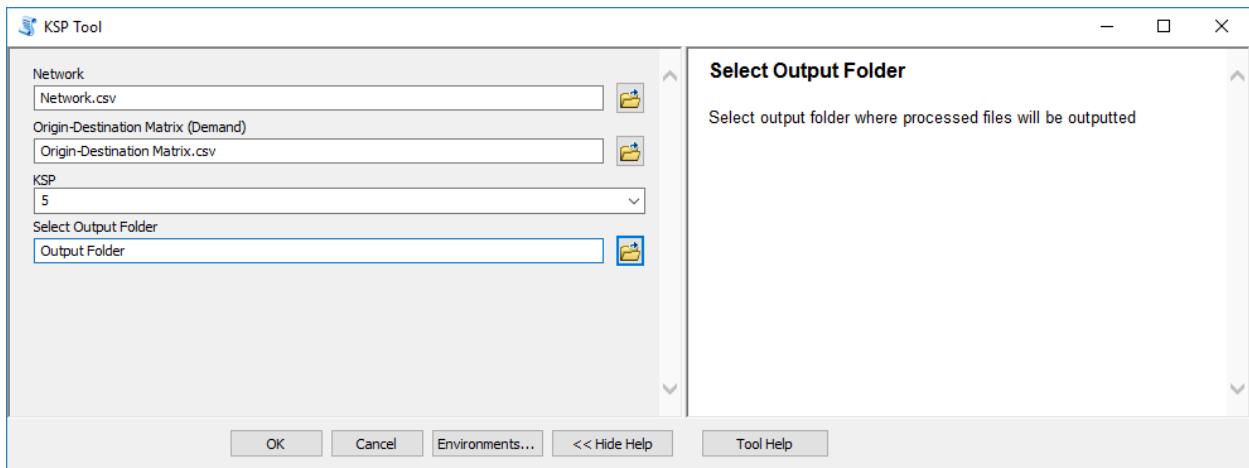 KSP Tool
Network
Network.csv
Origin-Destination Matrix (Demand)
Origin-Destination Matrix.csv
KSP
5
Select Output Folder
Output Folder
Select Output Folder
Select output folder where processed files will be outputted
OK Cancel Environments... << Hide Help Tool Help